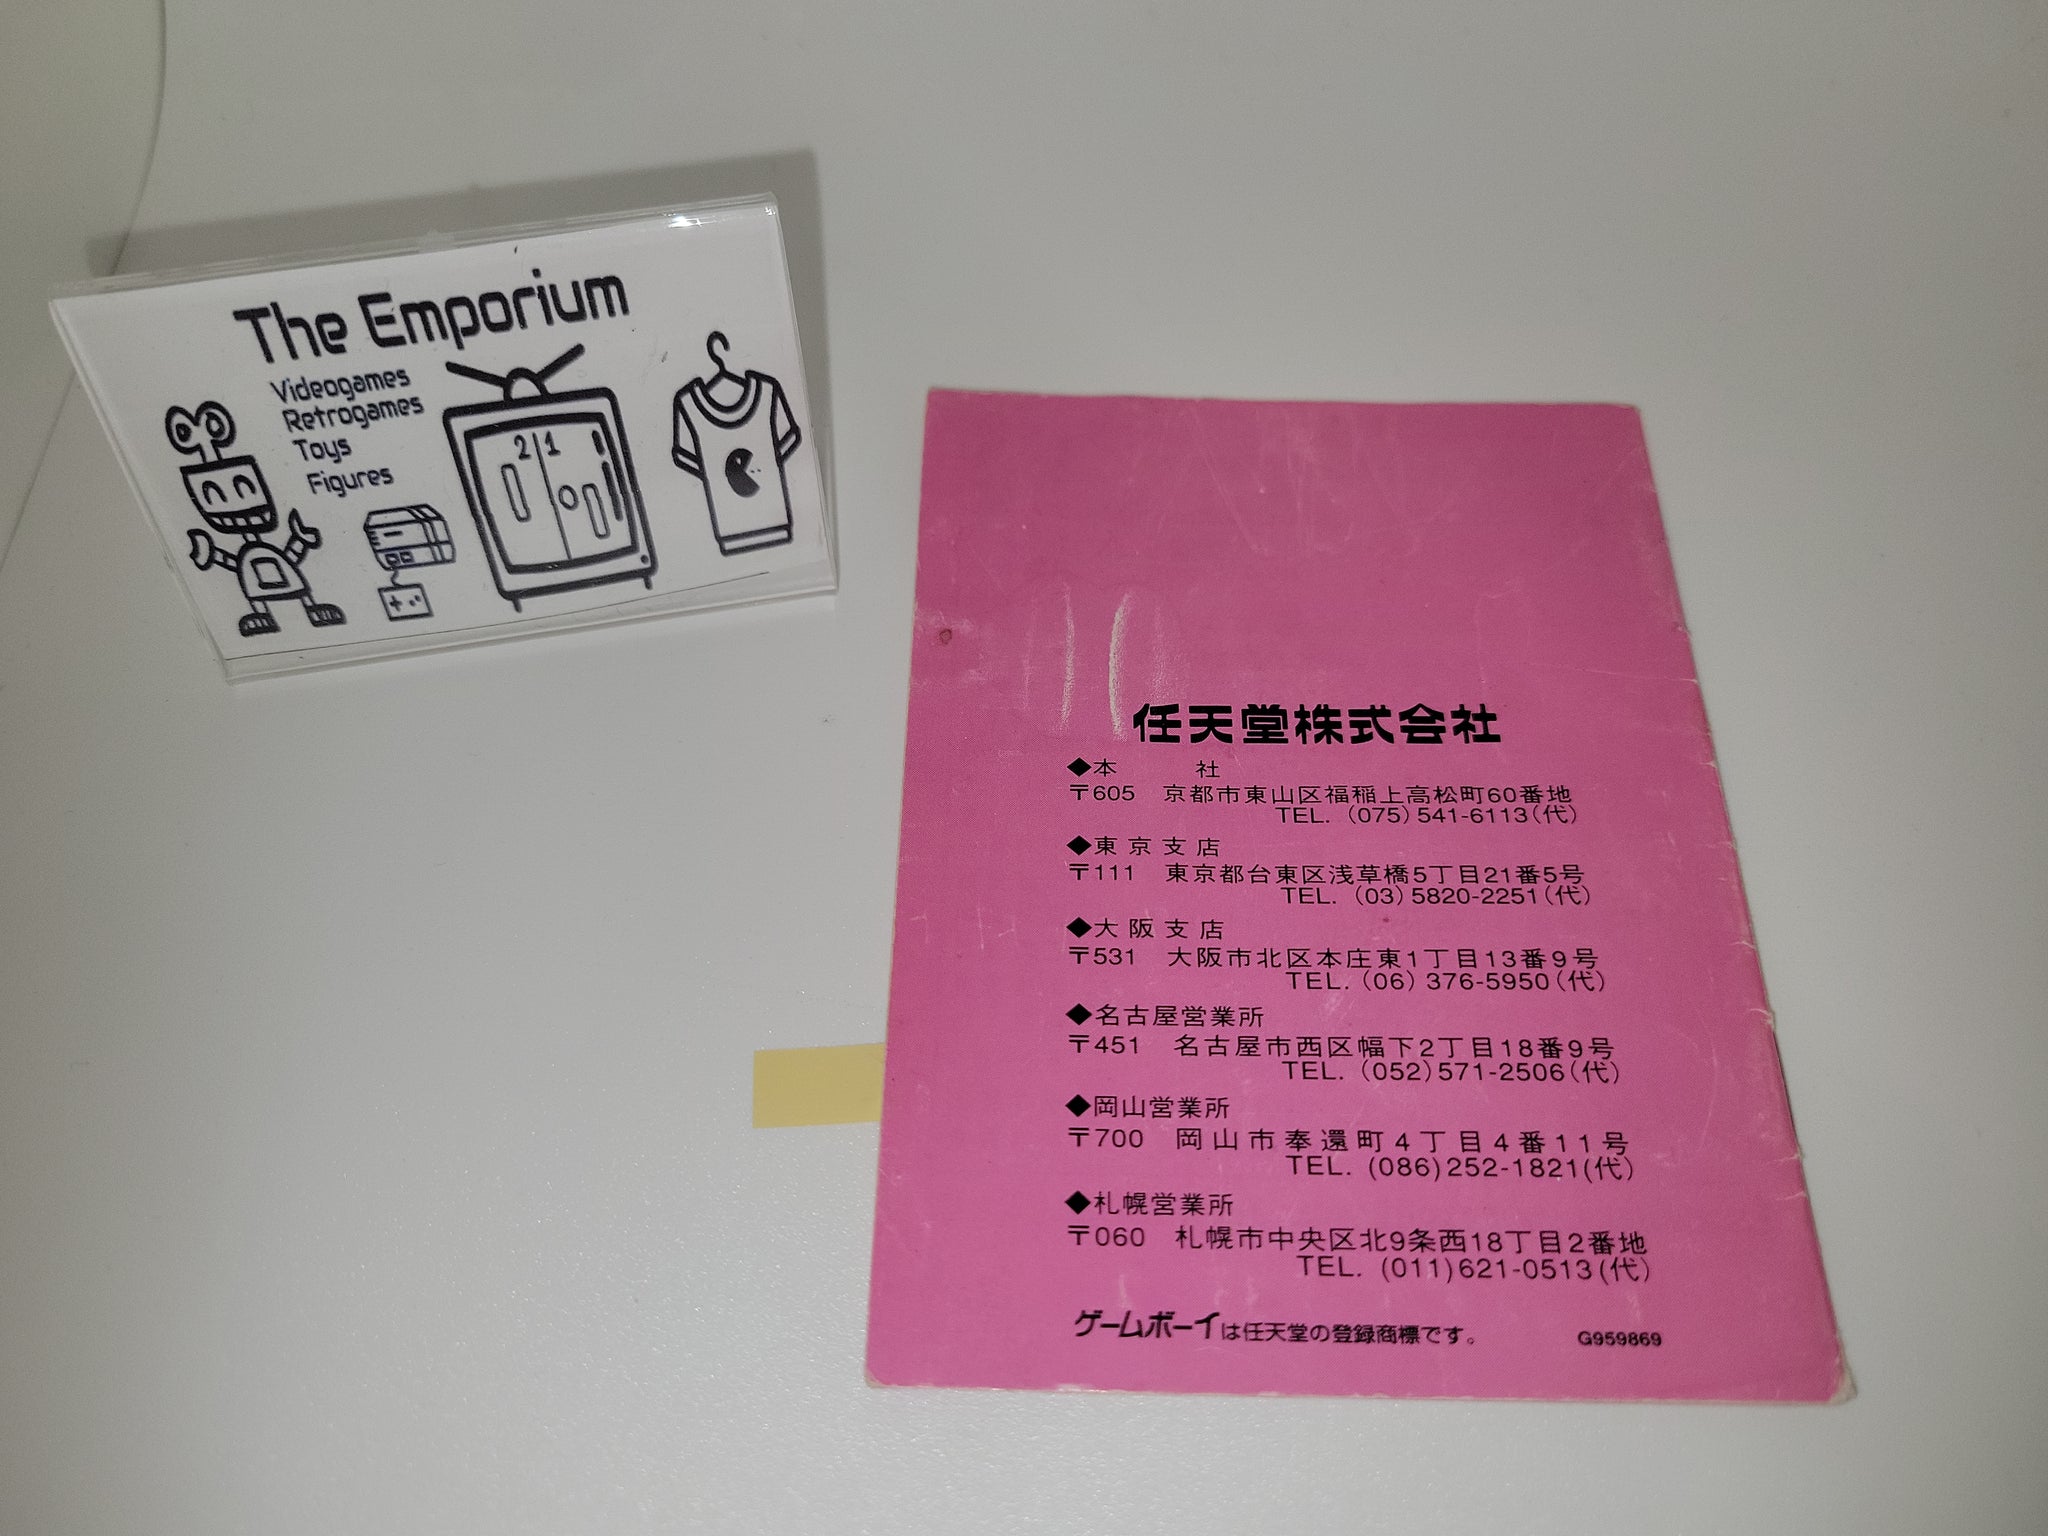 The Emporium
Videogames
Retrogames
Toys
Figures
2 1
任天堂株式会社
◆本 社
〒605 京都市東山区福稲上高松町60番地
TEL. (075)541-6113(代)
◆東京支店
〒111 東京都台東区浅草橋5丁目21番5号
TEL. (03)5820-2251(代)
◆大阪支店
〒531 大阪市北区本庄東1丁目13番9号
TEL. (06) 376-5950(代)
◆名古屋営業所
〒451 名古屋市西区幅下2丁目18番9号
TEL. (052)571-2506(代)
◆岡山営業所
〒700 岡山市奉還町4丁目4番11号
TEL. (086)252-1821(代)
◆札幌営業所
〒060 札幌市中央区北9条西18丁目2番地
TEL. (011)621-0513(代)
ゲームボーイは任天堂の登録商標です。 G959869